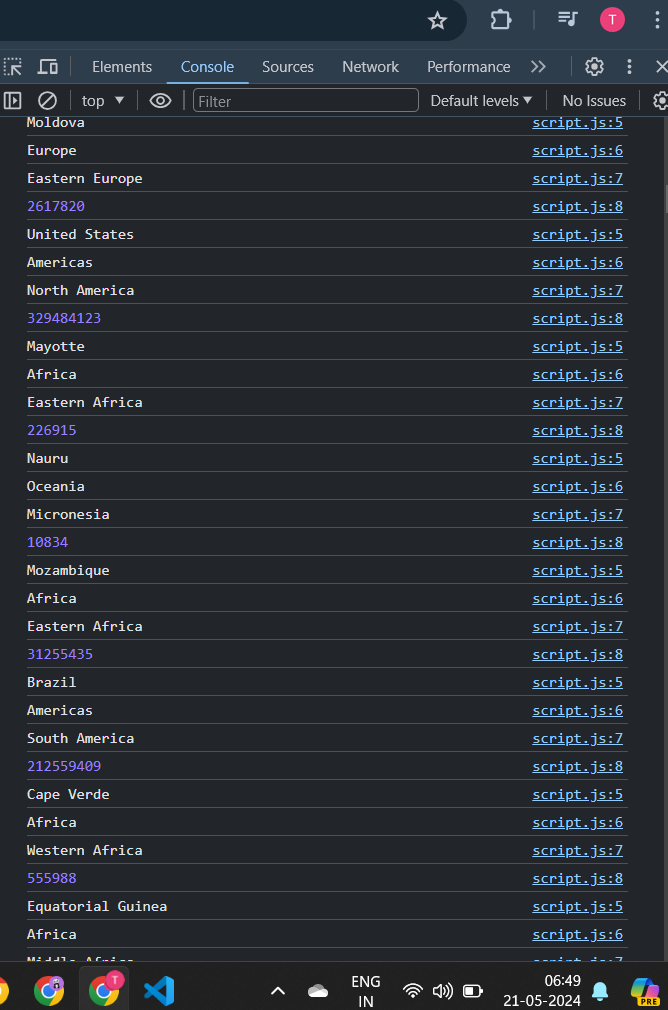 T
Elements Console Sources Network Performance
top Filter Default levels No Issues
Moldova script.js:5
Europe script.js:6
Eastern Europe script.js:7
2617820 script.js:8
United States script.js:5
Americas script.js:6
North America script.js:7
329484123 script.js:8
Mayotte script.js:5
Africa script.js:6
Eastern Africa script.js:7
226915 script.js:8
Nauru script.js:5
Oceania script.js:6
Micronesia script.js:7
10834 script.js:8
Mozambique script.js:5
Africa script.js:6
Eastern Africa script.js:7
31255435 script.js:8
Brazil script.js:5
Americas script.js:6
South America script.js:7
212559409 script.js:8
Cape Verde script.js:5
Africa script.js:6
Western Africa script.js:7
555988 script.js:8
Equatorial Guinea script.js:5
Africa script.js:6
Middle Africa script.js:7
T
ENG
IN
06:49
21-05-2024
PRE